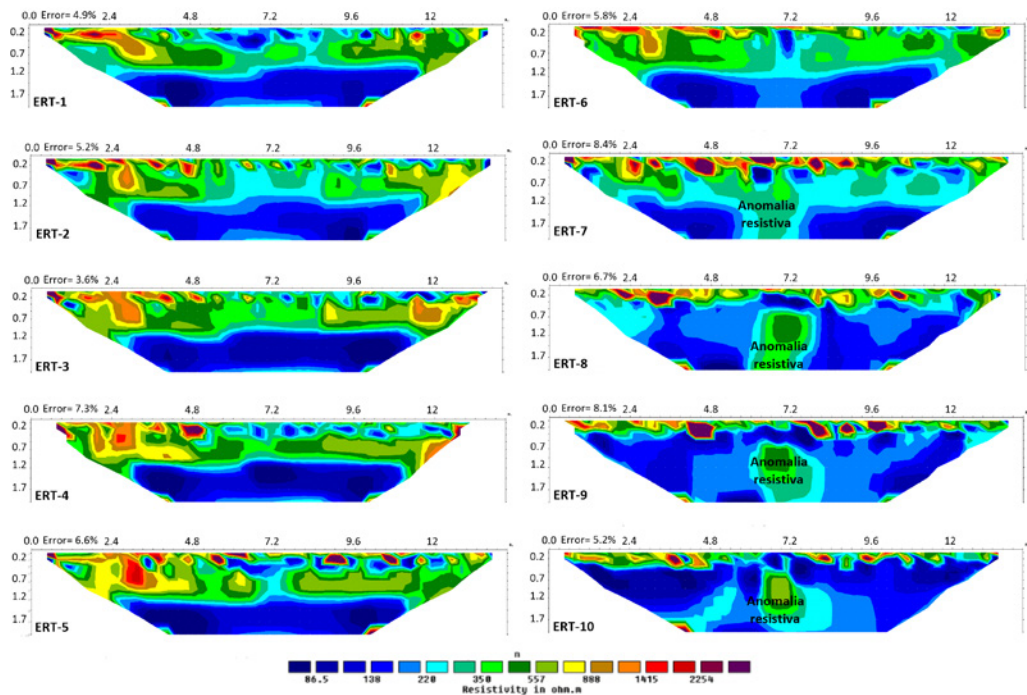 0.0 Error= 4.9% 2.4 4.8 7.2 9.6 12
0.2
0.7
1.2
1.7
ERT-1
0.0 Error= 5.2% 2.4 4.8 7.2 9.6 12
0.2
0.7
1.2
1.7
ERT-2
0.0 Error= 3.6% 2.4 4.8 7.2 9.6 12
0.2
0.7
1.2
1.7
ERT-3
0.0 Error= 7.3% 2.4 4.8 7.2 9.6 12
0.2
0.7
1.2
1.7
ERT-4
0.0 Error= 6.6% 2.4 4.8 7.2 9.6 12
0.2
0.7
1.2
1.7
ERT-5
0.0 Error= 5.8% 2.4 4.8 7.2 9.6 12
0.2
0.7
1.2
1.7
ERT-6
0.0 Error= 8.4% 2.4 4.8 7.2 9.6 12
0.2
0.7
1.2
1.7
Anomalia
resistiva
ERT-7
0.0 Error= 6.7% 2.4 4.8 7.2 9.6 12
0.2
0.7
1.2
1.7
Anomalia
resistiva
ERT-8
0.0 Error= 8.1% 2.4 4.8 7.2 9.6 12
0.2
0.7
1.2
1.7
Anomalia
resistiva
ERT-9
0.0 Error= 5.2% 2.4 4.8 7.2 9.6 12
0.2
0.7
1.2
1.7
Anomalia
resistiva
ERT-10
86.5 138 220 350 557 888 1415 2254
Resistivity in ohm.m